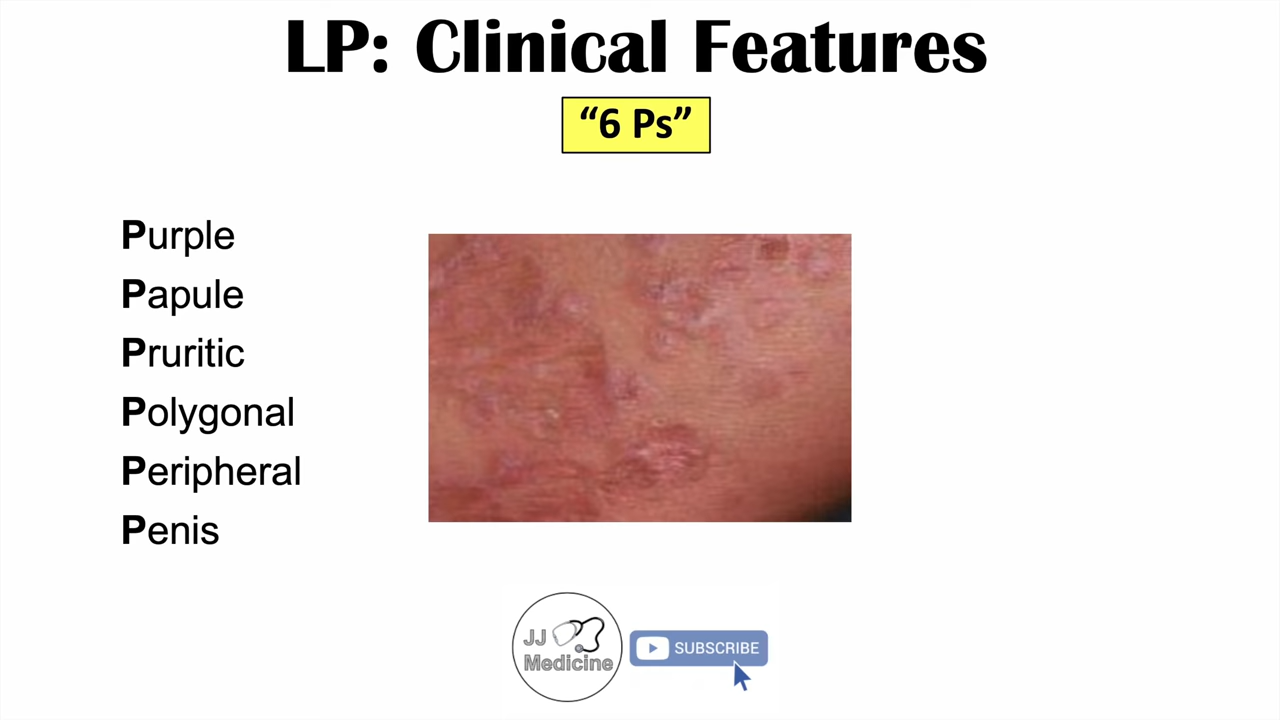 LP: Clinical Features
“6 Ps”
Purple
Papule
Pruritic
Polygonal
Peripheral
Penis
JJ
Medicine
SUBSCRIBE